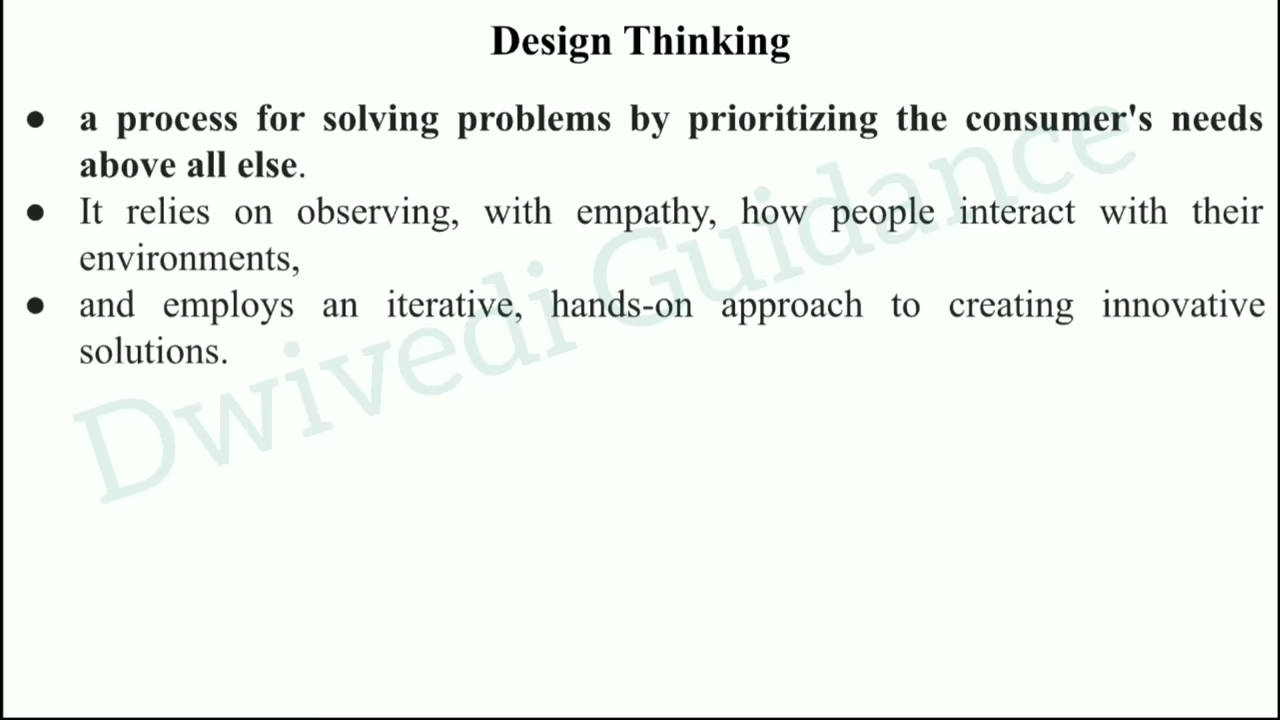 Design Thinking
● a process for solving problems by prioritizing the consumer's needs
above all else.
● It relies on observing, with empathy, how people interact with their
environments,
● and employs an iterative, hands-on approach to creating innovative
solutions.
Dwivedi Guidance